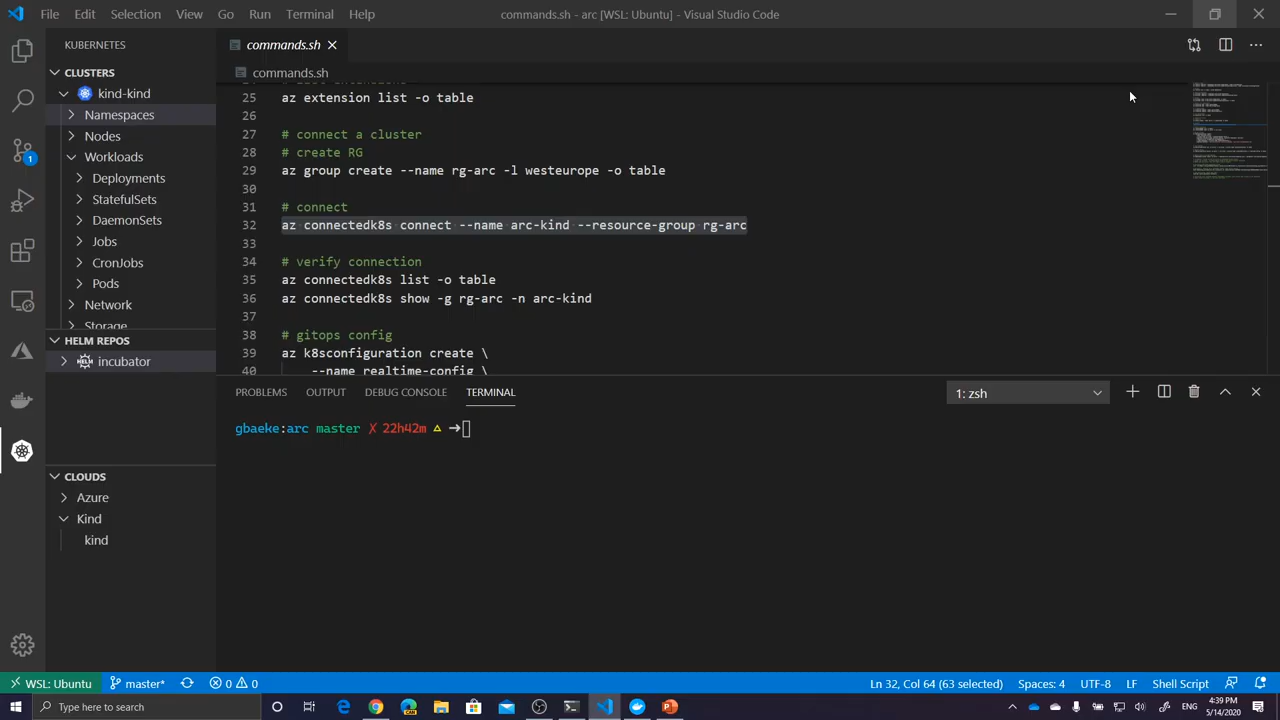 File Edit Selection View Go Run Terminal Help
commands.sh - arc [WSL: Ubuntu] - Visual Studio Code
KUBERNETES
CLUSTERS
kind-kind
Namespaces
Nodes
Workloads
Deployments
StatefulSets
DaemonSets
Jobs
CronJobs
Pods
Network
Storage
HELM REPOS
HELM incubator
CLOUDS
Azure
Kind
kind
1
commands.sh
commands.sh
25 az extension list -o table
26
27 # connect a cluster
28 # create RG
29 az group create --name rg-arc -l westeurope -o table
30
31 # connect
32 az connectedk8s connect --name arc-kind --resource-group rg-arc
33
34 # verify connection
35 az connectedk8s list -o table
36 az connectedk8s show -g rg-arc -n arc-kind
37
38 # gitops config
39 az k8sconfiguration create \
40 --name realtime-config \
PROBLEMS OUTPUT DEBUG CONSOLE TERMINAL
1: zsh
gbaeke:arc master ✗ 22h42m △ ➜
WSL: Ubuntu master* 0 0
Ln 32, Col 64 (63 selected) Spaces: 4 UTF-8 LF Shell Script
Type here to search
ENG
4:39 PM
5/14/2020